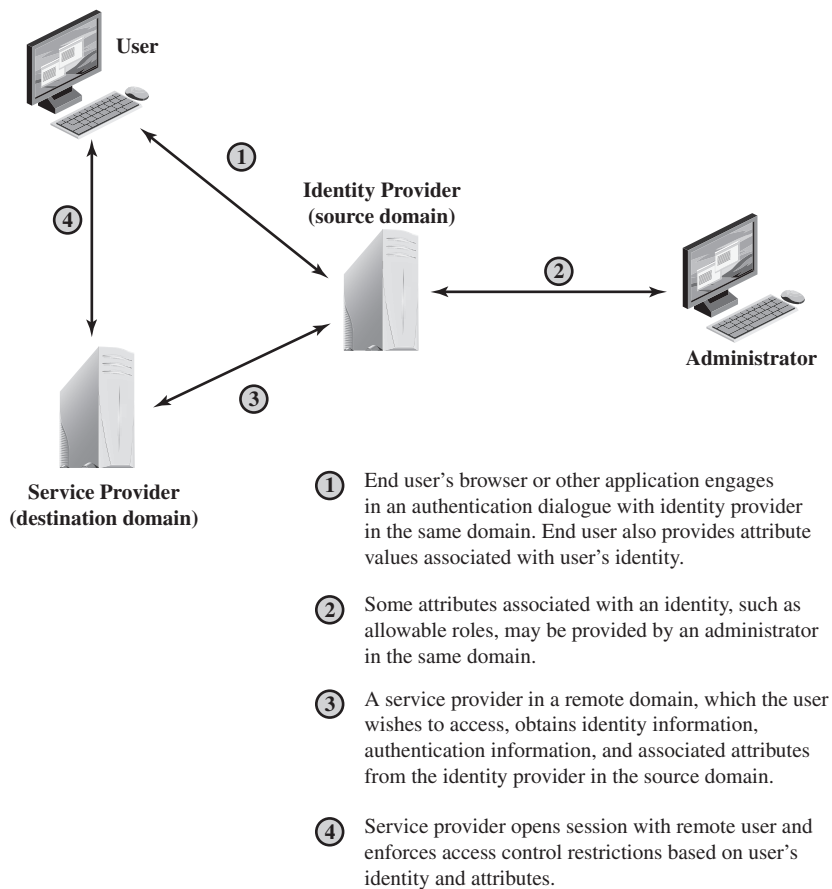 User
1
4
Identity Provider
(source domain)
2
Administrator
3
Service Provider
(destination domain)
1 End user's browser or other application engages
in an authentication dialogue with identity provider
in the same domain. End user also provides attribute
values associated with user's identity.
2 Some attributes associated with an identity, such as
allowable roles, may be provided by an administrator
in the same domain.
3 A service provider in a remote domain, which the user
wishes to access, obtains identity information,
authentication information, and associated attributes
from the identity provider in the source domain.
4 Service provider opens session with remote user and
enforces access control restrictions based on user's
identity and attributes.